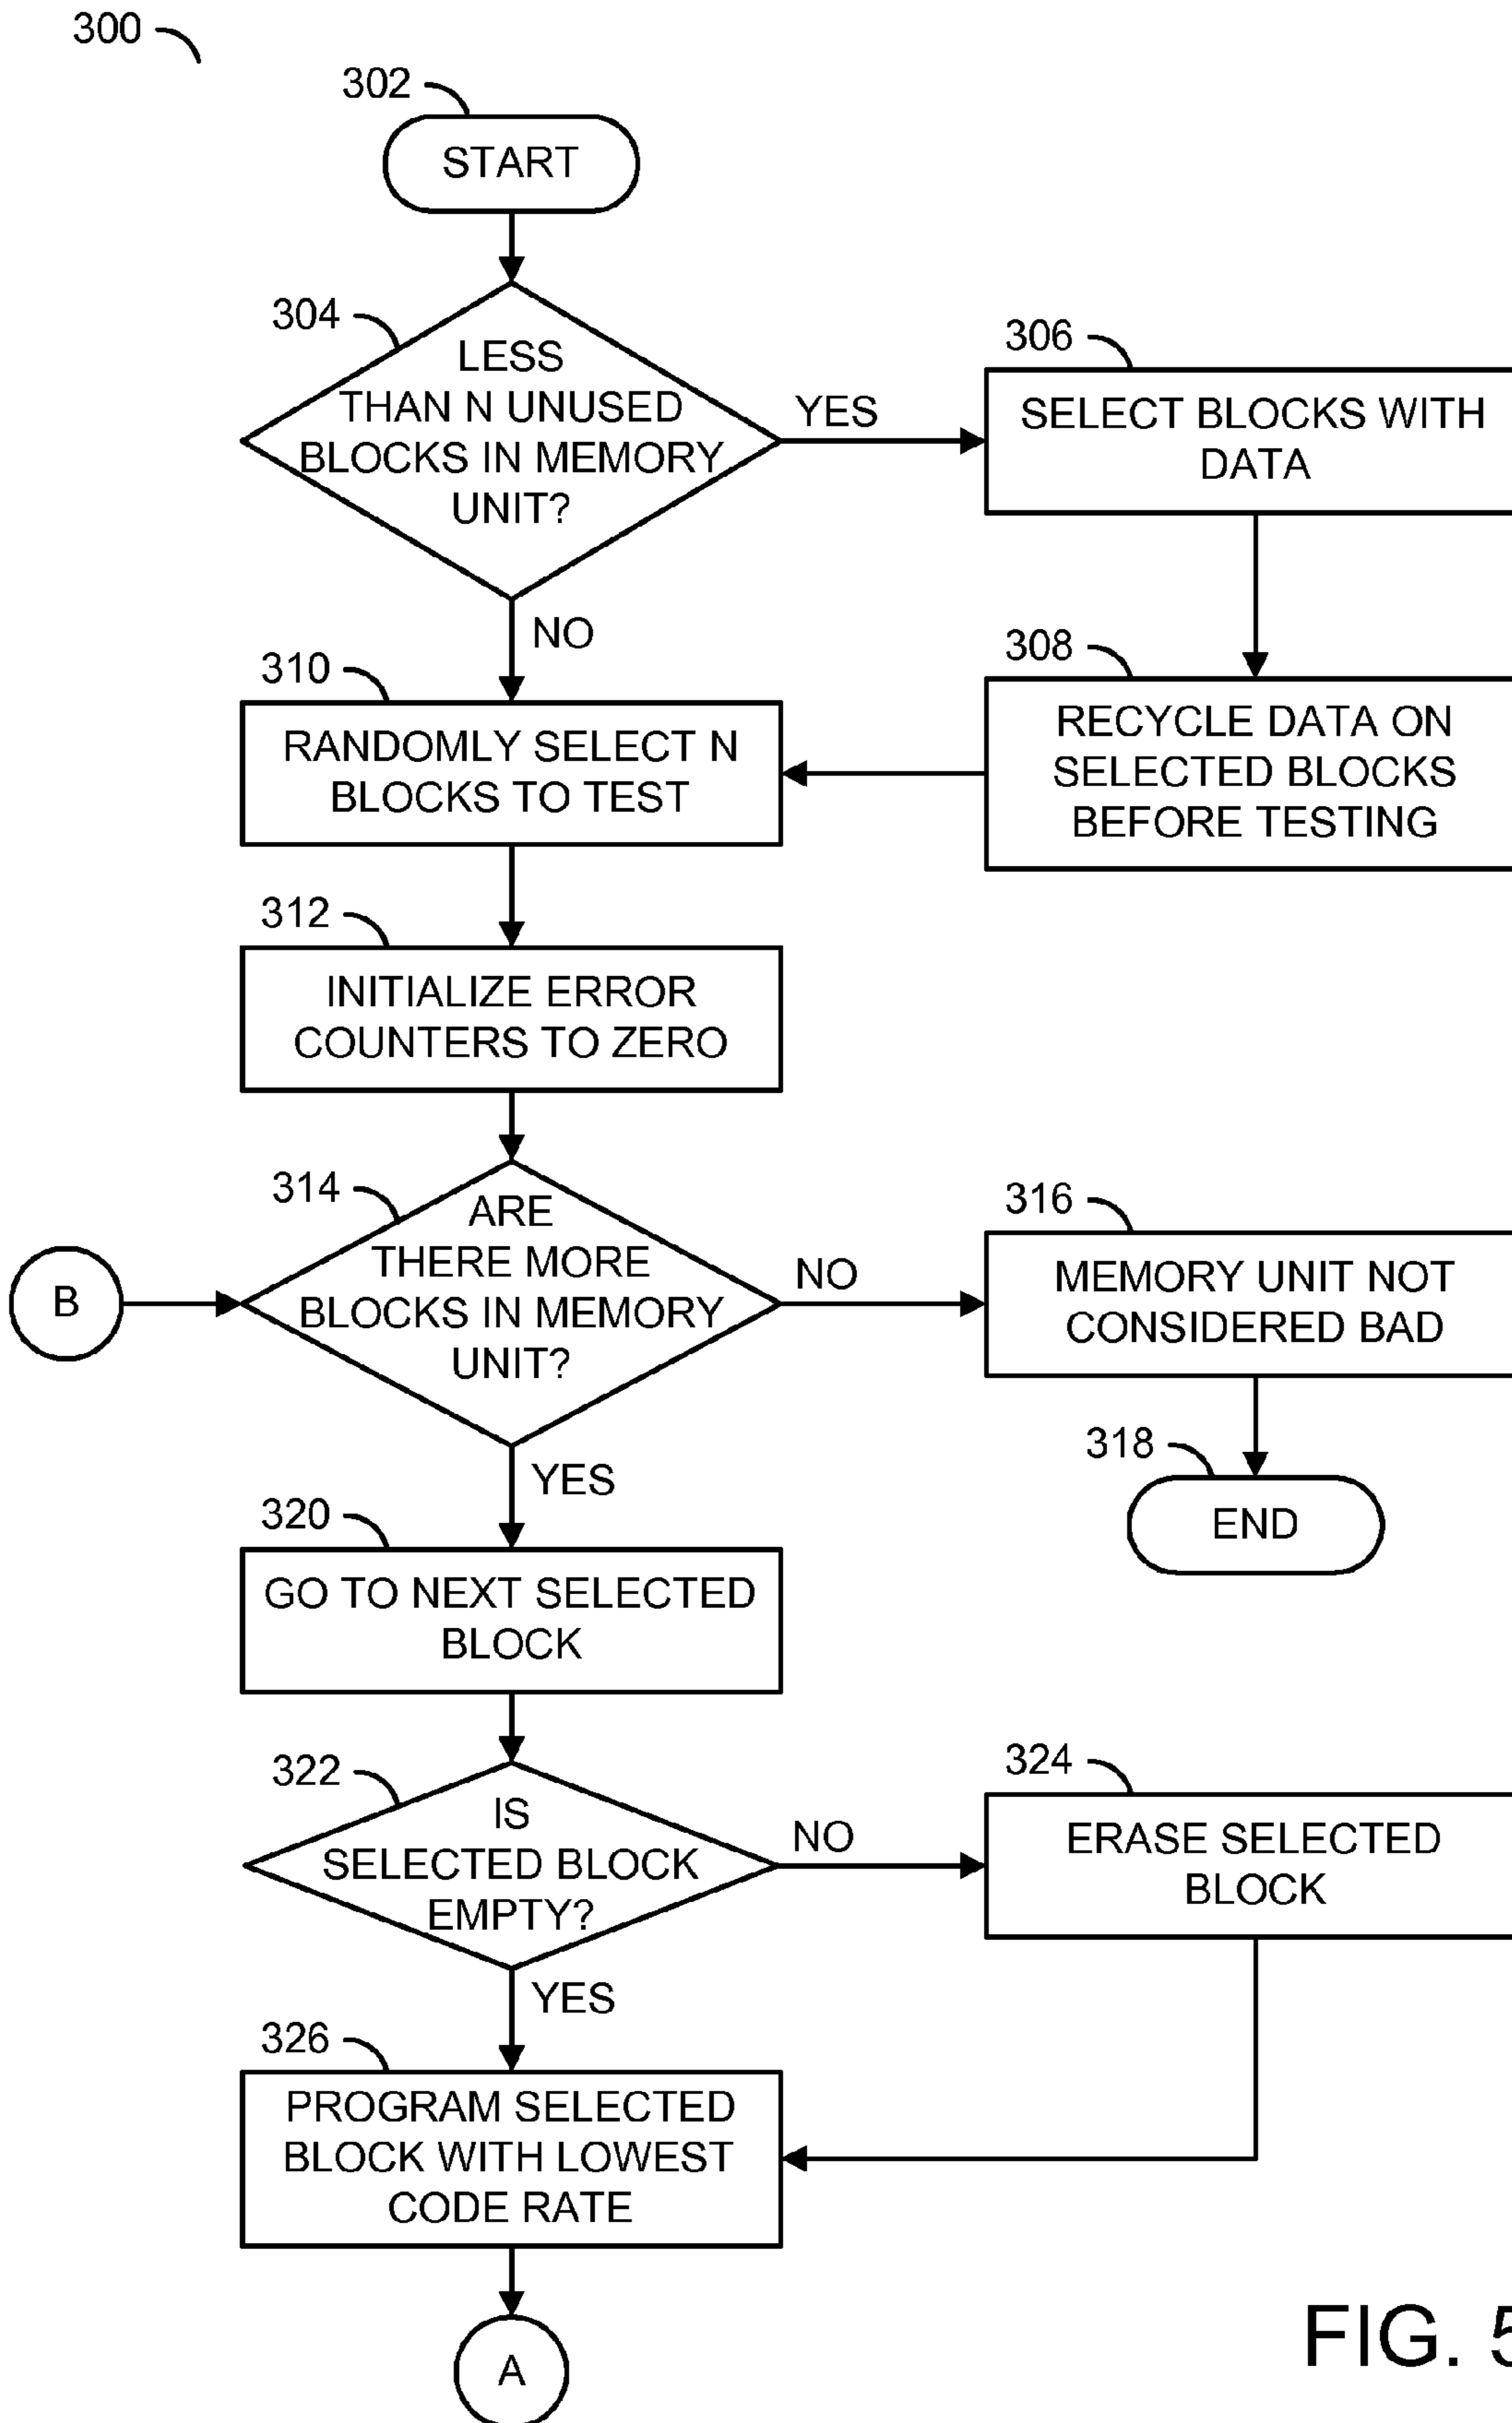 300
302
START
304
LESS
THAN N UNUSED
BLOCKS IN MEMORY
UNIT?
YES
306
SELECT BLOCKS WITH
DATA
NO
308
RECYCLE DATA ON
SELECTED BLOCKS
BEFORE TESTING
310
RANDOMLY SELECT N
BLOCKS TO TEST
312
INITIALIZE ERROR
COUNTERS TO ZERO
314
ARE
THERE MORE
BLOCKS IN MEMORY
UNIT?
B
NO
316
MEMORY UNIT NOT
CONSIDERED BAD
318
END
YES
320
GO TO NEXT SELECTED
BLOCK
322
IS
SELECTED BLOCK
EMPTY?
NO
324
ERASE SELECTED
BLOCK
YES
326
PROGRAM SELECTED
BLOCK WITH LOWEST
CODE RATE
A
FIG. 5